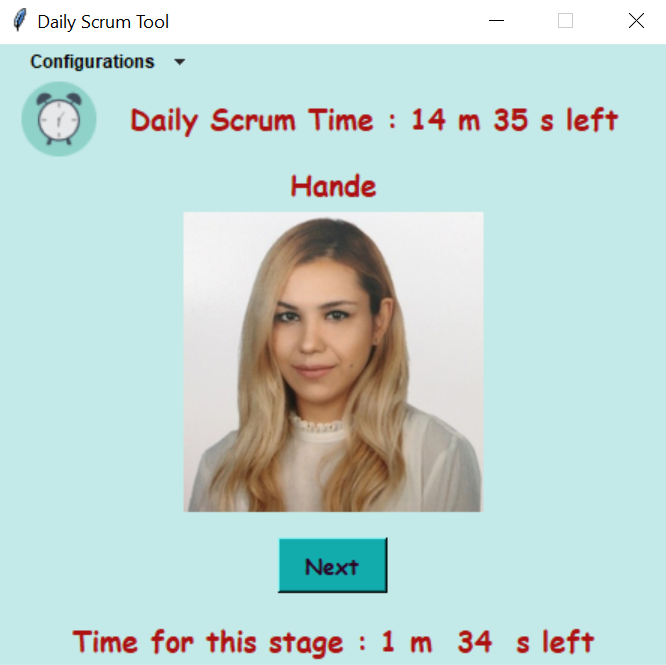 Daily Scrum Tool
Configurations
Daily Scrum Time : 14 m 35 s left
Hande
Next
Time for this stage : 1 m 34 s left